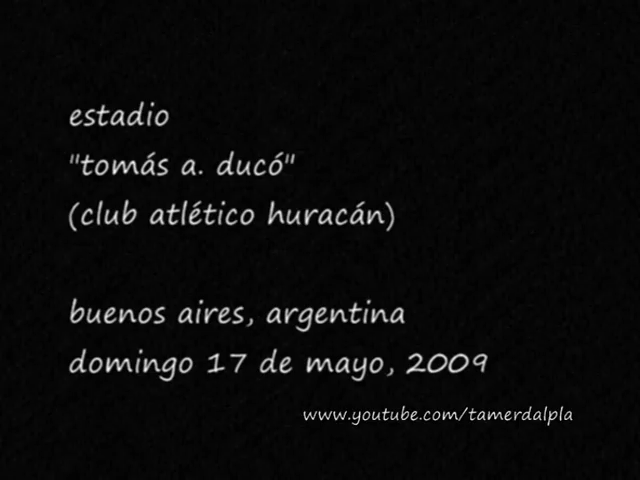 estadio
"tomás a. ducó"
(club atlético huracán)
buenos aires, argentina
domingo 17 de mayo, 2009
www.youtube.com/tamerdalpla